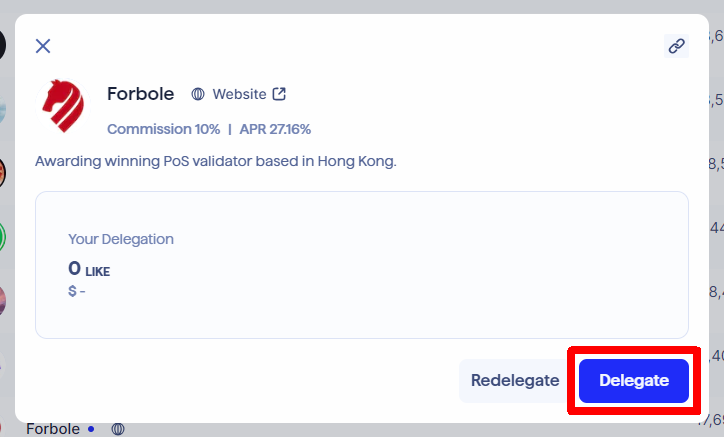 Forbole Website
Commission 10% | APR 27.16%
Awarding winning PoS validator based in Hong Kong.
Your Delegation
0 LIKE
$ -
Redelegate Delegate
Forbole